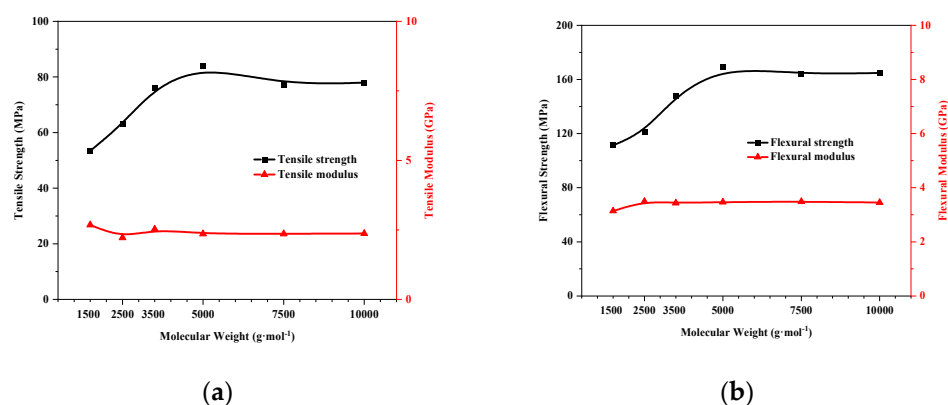 100
80
60
40
20
0
Tensile Strength (MPa)
10
5
0
Tensile Modulus (GPa)
Tensile strength
Tensile modulus
1500 2500 3500 5000 7500 10000
Molecular Weight (g·mol⁻¹)
(a)
200
160
120
80
40
0
Flexural Strength (MPa)
10
8
6
4
2
0
Flexural Modulus (GPa)
Flexural strength
Flexural modulus
1500 2500 3500 5000 7500 10000
Molecular Weight (g·mol⁻¹)
(b)